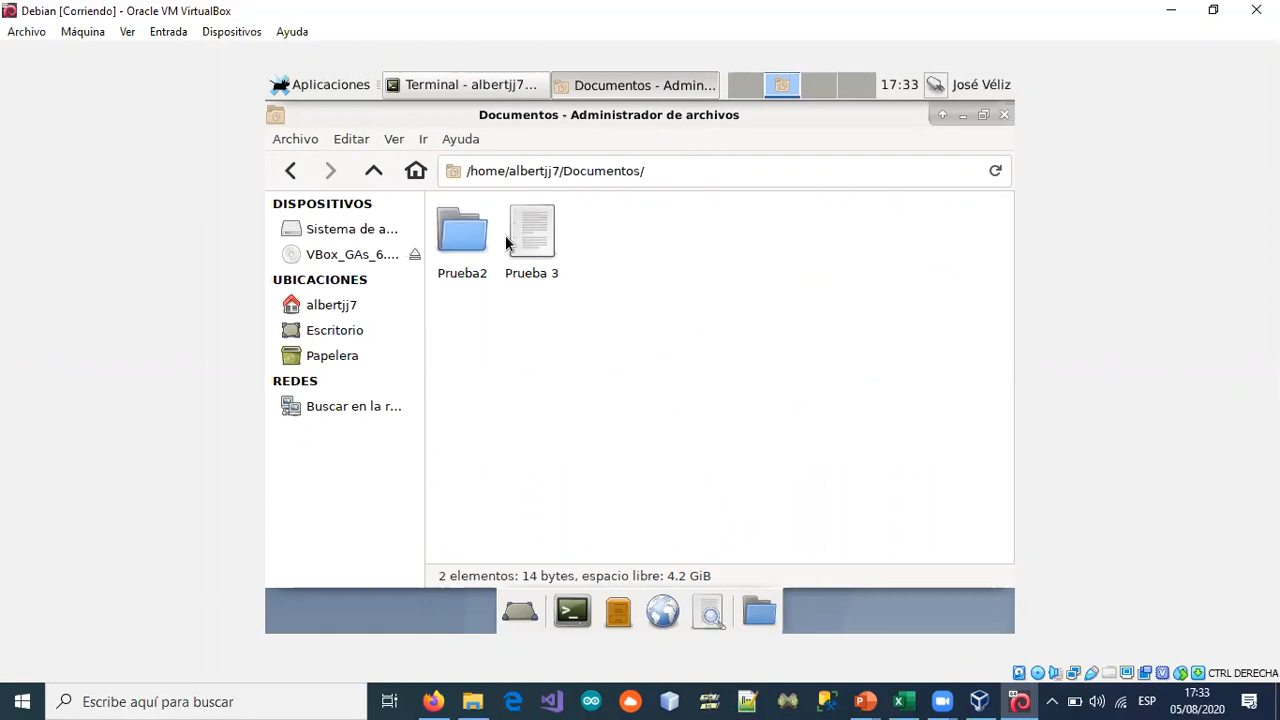 Debian [Corriendo] - Oracle VM VirtualBox
Archivo Máquina Ver Entrada Dispositivos Ayuda
Aplicaciones Terminal - albertjj7... Documentos - Admin... 17:33 José Véliz
Documentos - Administrador de archivos
Archivo Editar Ver Ir Ayuda
/home/albertjj7/Documentos/
DISPOSITIVOS
Sistema de a...
VBox_GAs_6....
UBICACIONES
albertjj7
Escritorio
Papelera
REDES
Buscar en la r...
Prueba2 Prueba 3
2 elementos: 14 bytes, espacio libre: 4.2 GiB
CTRL DERECHA
Escribe aquí para buscar
ESP
17:33
05/08/2020